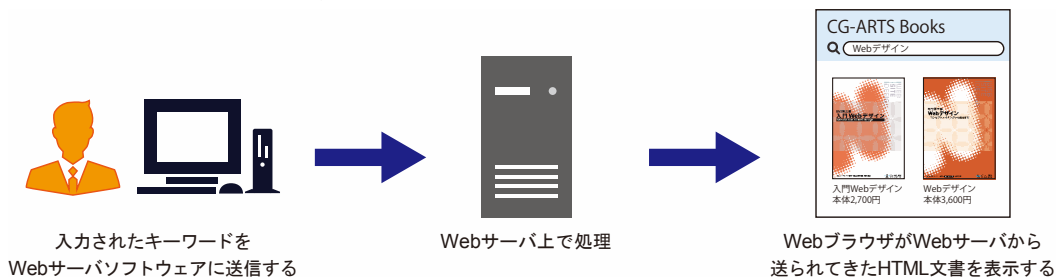 CG-ARTS Books
Webデザイン
入門Webデザイン
Webデザイン
入門Webデザイン
本体2,700円
Webデザイン
本体3,600円
入力されたキーワードを
Webサーバソフトウェアに送信する
Webサーバ上で処理
WebブラウザがWebサーバから
送られてきたHTML文書を表示する